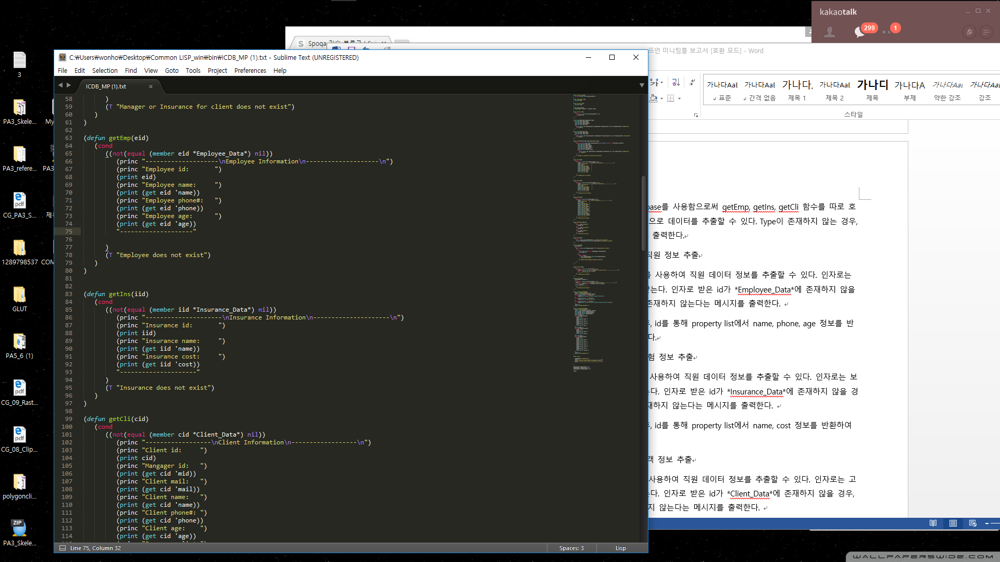 kakaotalk
299
1
Spoqa
프언 미니팀플 보고서 [호환 모드] - Word
C:₩Users₩wonho₩Desktop₩Common LISP_win₩bin₩ICDB_MP (1).txt - Sublime Text (UNREGISTERED)
File Edit Selection Find View Goto Tools Project Preferences Help
ICDB_MP (1).txt
58 )
59 (T "Manager or Insurance for client does not exist")
60 )
61 )
62
63 (defun getEmp(eid)
64 (cond
65 ((not(equal (member eid *Employee_Data*) nil))
66 (princ "--------------------\nEmployee Information\n--------------------\n")
67 (princ "Employee id:       ")
68 (print eid)
69 (princ "Employee name:     ")
70 (print (get eid 'name))
71 (princ "Employee phone#:   ")
72 (print (get eid 'phone))
73 (princ "Employee age:      ")
74 (print (get eid 'age))
75 "--------------------"
76
77 )
78 (T "Employee does not exist")
79 )
80 )
81
82
83 (defun getIns(iid)
84 (cond
85 ((not(equal (member iid *Insurance_Data*) nil))
86 (princ "---------------------\nInsurance Information\n---------------------\n")
87 (princ "Insurance id:       ")
88 (print iid)
89 (princ "insurance name:     ")
90 (print (get iid 'name))
91 (princ "insurance cost:     ")
92 (print (get iid 'cost))
93 "---------------------"
94 )
95 (T "Insurance does not exist")
96 )
97 )
98
99 (defun getCli(cid)
100 (cond
101 ((not(equal (member cid *Client_Data*) nil))
102 (princ "------------------\nClient Information\n------------------\n")
103 (princ "Client id:     ")
104 (print cid)
105 (princ "Mangager id:   ")
106 (print (get cid 'mid))
107 (princ "Client mail:   ")
108 (print (get cid 'mail))
109 (princ "Client name:   ")
110 (print (get cid 'name))
111 (princ "Client phone#: ")
112 (print (get cid 'phone))
113 (princ "Client age:    ")
114 (print (get cid 'age))
Line 75, Column 32
Spaces: 3
Lisp
가나다AaE 가나다AaE 가나다, 가나다AaE 가나다 가나다A 가나다Aa 가나다Aa
표준 간격 없음 제목 1 제목 2 제목 부제 약한 강조 강조
스타일
base를 사용함으로써 getEmp, getIns, getCli 함수를 따로 호
으로 데이터를 추출할 수 있다. Type이 존재하지 않는 경우,
출력한다.
직원 정보 추출
를 사용하여 직원 데이터 정보를 추출할 수 있다. 인자로는
는다. 인자로 받은 id가 *Employee_Data*에 존재하지 않을
존재하지 않는다는 메시지를 출력한다.
, id를 통해 property list에서 name, phone, age 정보를 반
다.
험 정보 추출
사용하여 직원 데이터 정보를 추출할 수 있다. 인자로는 보
다. 인자로 받은 id가 *Insurance_Data*에 존재하지 않을 경
재하지 않는다는 메시지를 출력한다.
, id를 통해 property list에서 name, cost 정보를 반환하여
객 정보 추출
사용하여 직원 데이터 정보를 추출할 수 있다. 인자로는 고
다. 인자로 받은 id가 *Client_Data*에 존재하지 않을 경우,
지 않는다는 메시지를 출력한다.
3
PA3_Skele...
My
PA3_refere...
PA3
CG_PA3_S...
제
1289798537
COM
GLUT
PA5_6 (1)
CG_09_Rast...
CG_08_Clip...
polygoncli...
ZIP
PA3_Skele...
pdf
pdf
pdf
WALLPAPERSWIDE.COM